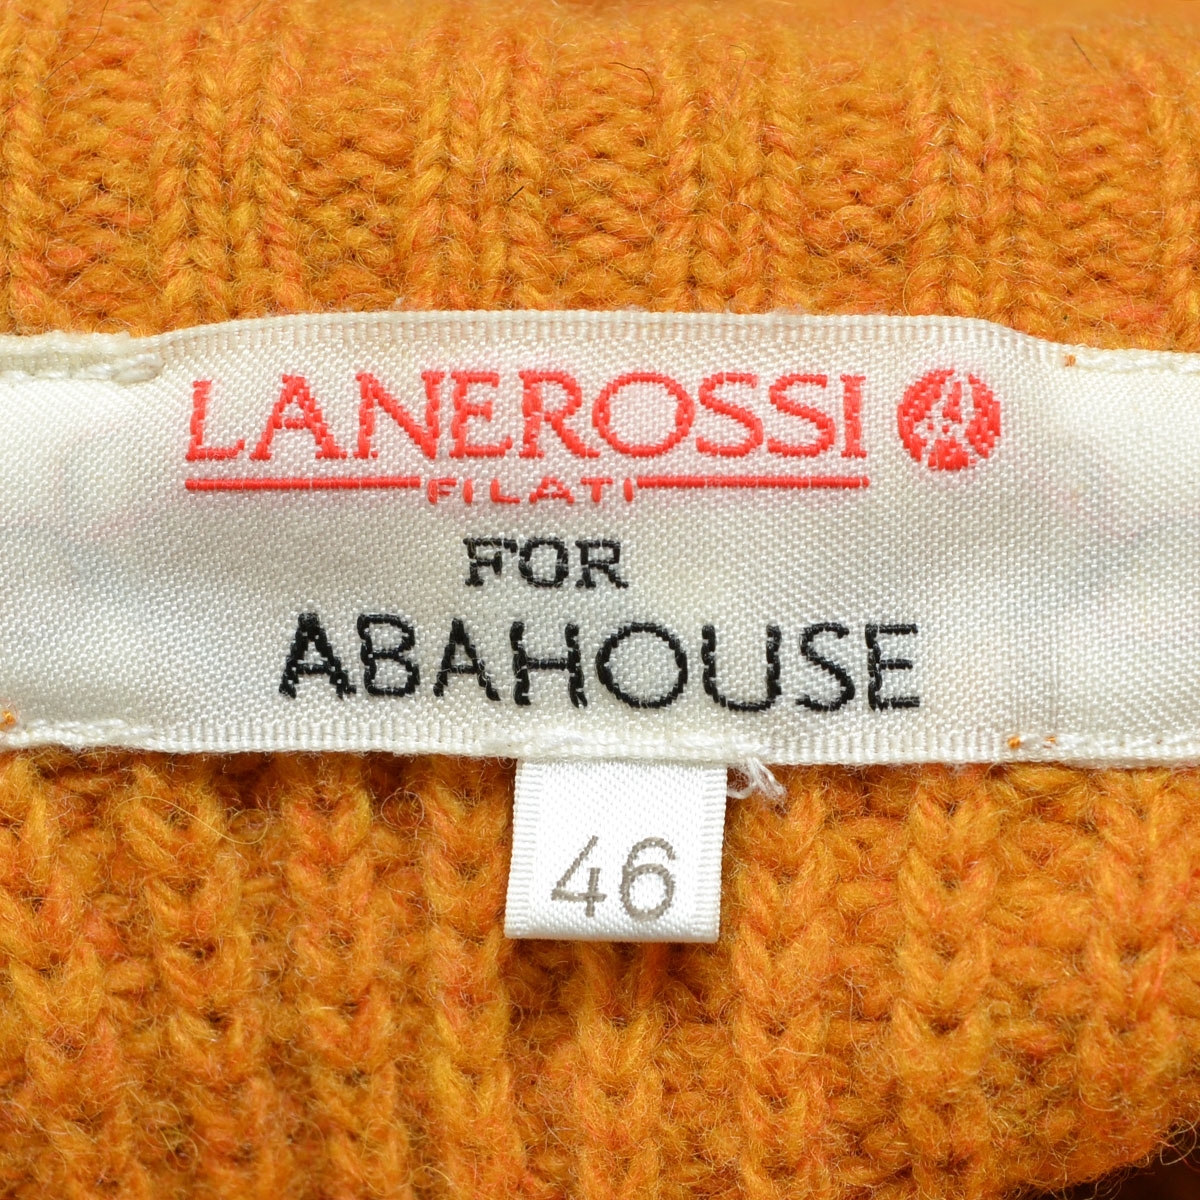 LANEROSSI
FILATI
FOR
ABAHOUSE
46